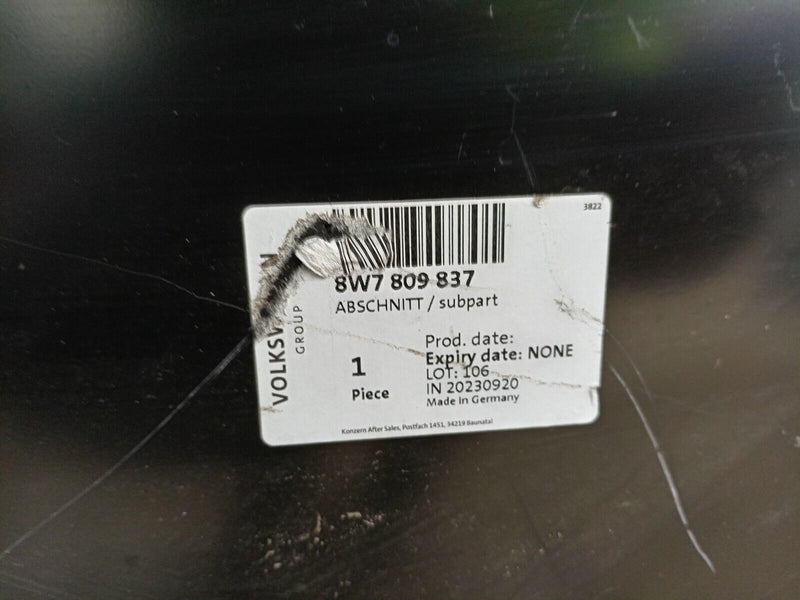 3822
8W7 809 837
ABSCHNITT / subpart
GROUP
1
Piece
Prod. date:
Expiry date: NONE
LOT: 106
IN 20230920
Made in Germany
Konzern After Sales, Postfach 1451, 34219 Baunatal